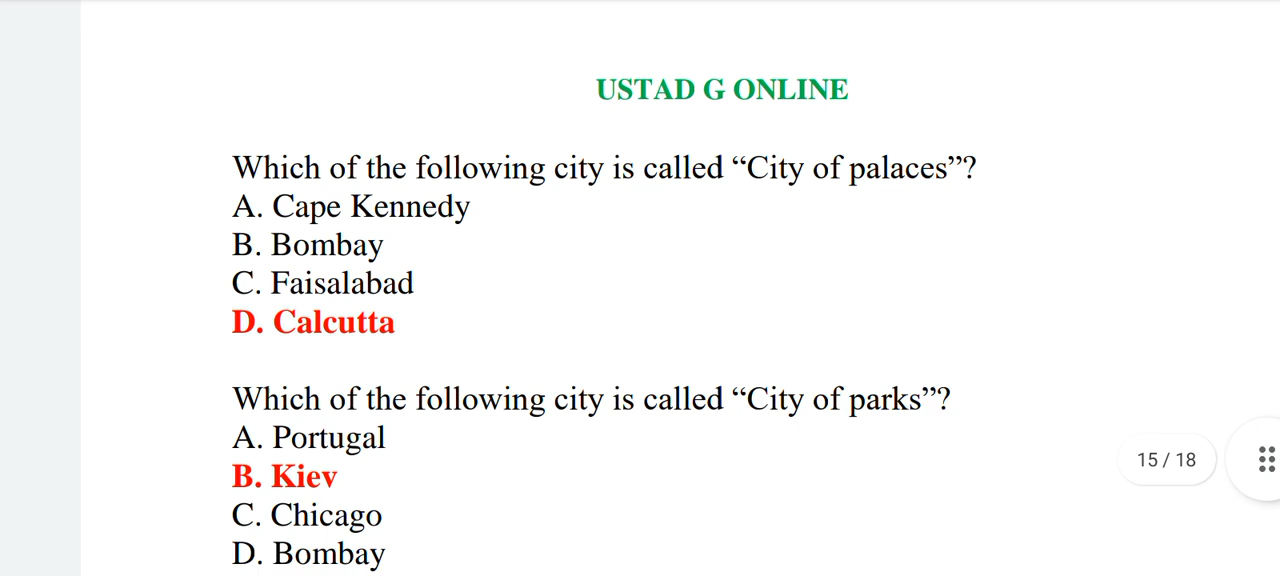 USTAD G ONLINE
Which of the following city is called “City of palaces”?
A. Cape Kennedy
B. Bombay
C. Faisalabad
D. Calcutta
Which of the following city is called “City of parks”?
A. Portugal
B. Kiev
C. Chicago
D. Bombay
15 / 18